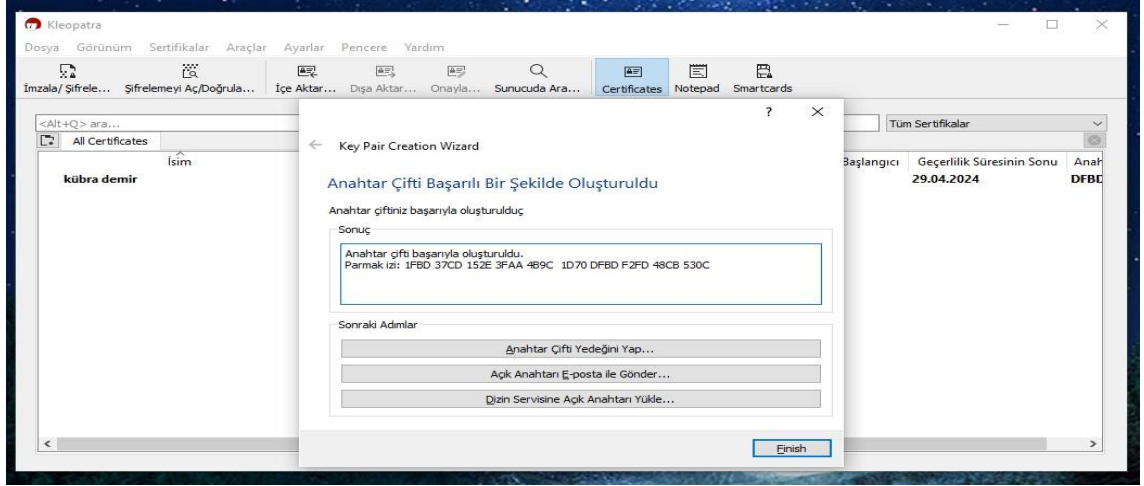 Kleopatra
Dosya Görünüm Sertifikalar Araçlar Ayarlar Pencere Yardım
İmzala/ Şifrele... Şifrelemeyi Aç/Doğrula... İçe Aktar... Dışa Aktar... Onayla... Sunucuda Ara... Certificates Notepad Smartcards
<Alt+Q> ara... Tüm Sertifikalar
All Certificates
İsim Başlangıcı Geçerlilik Süresinin Sonu Anah
kübra demir 29.04.2024 DFBD
?
Key Pair Creation Wizard
Anahtar Çifti Başarılı Bir Şekilde Oluşturuldu
Anahtar çiftiniz başarıyla oluşturulduç
Sonuç
Anahtar çifti başarıyla oluşturuldu.
Parmak izi: 1FBD 37CD 152E 3FAA 4B9C 1D70 DFBD F2FD 48CB 530C
Sonraki Adımlar
Anahtar Çifti Yedeğini Yap...
Açık Anahtarı E-posta ile Gönder...
Dizin Servisine Açık Anahtarı Yükle...
Finish